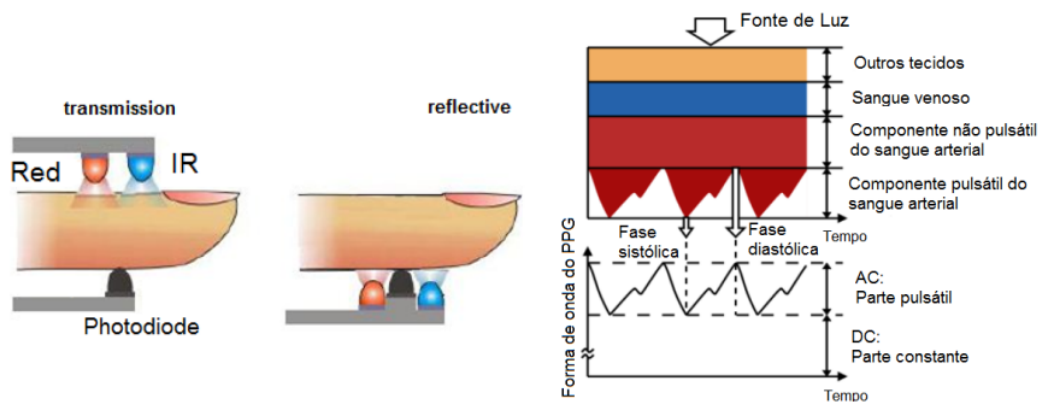 transmission
Red
IR
Photodiode
reflective
Fonte de Luz
Outros tecidos
Sangue venoso
Componente não pulsátil
do sangue arterial
Componente pulsátil do
sangue arterial
Tempo
Fase
sistólica
Fase
diastólica
Forma de onda do PPG
AC:
Parte pulsátil
DC:
Parte constante
Tempo